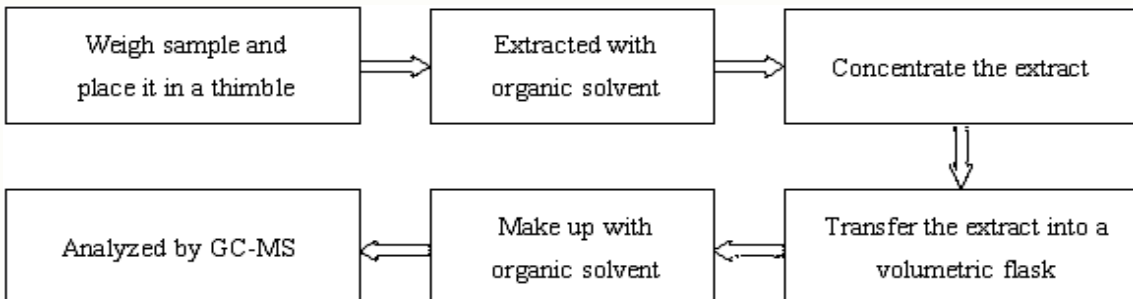 Weigh sample and
place it in a thimble
Extracted with
organic solvent
Concentrate the extract
Transfer the extract into a
volumetric flask
Make up with
organic solvent
Analyzed by GC-MS